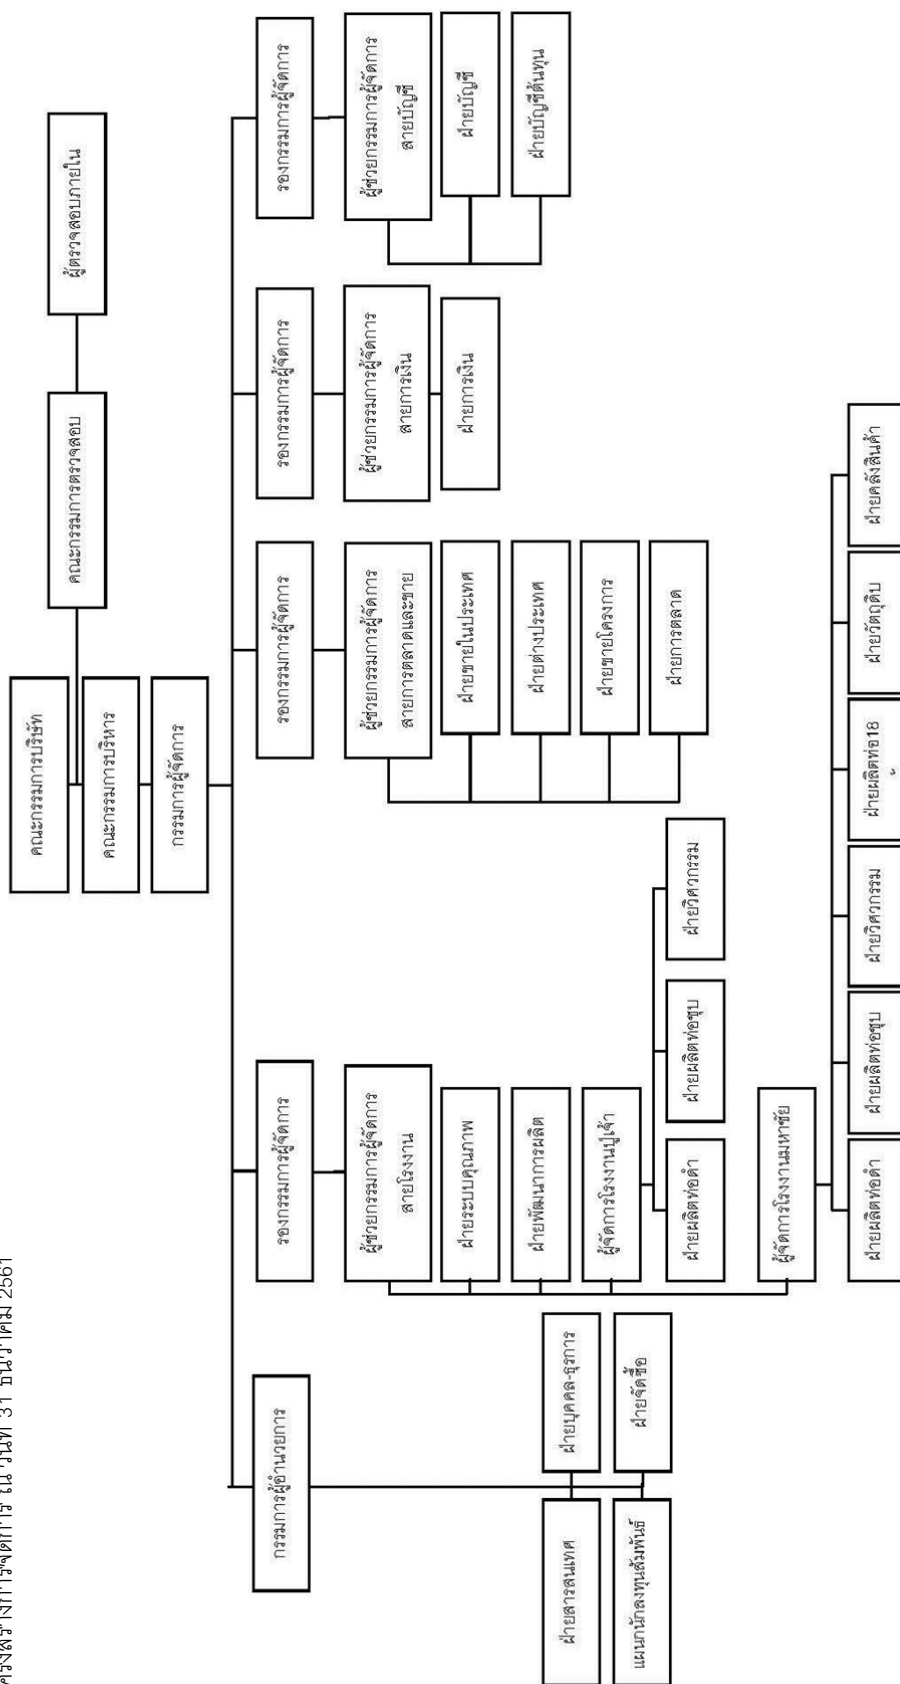 ครงสร้างการจัดการ ณ วันที่ 31 ธันวาคม 2561
คณะกรรมการบริษัท
คณะกรรมการตรวจสอบ
ผู้ตรวจสอบภายใน
คณะกรรมการบริหาร
กรรมการผู้จัดการ
กรรมการผู้อำนวยการ
รองกรรมการผู้จัดการ
รองกรรมการผู้จัดการ
รองกรรมการผู้จัดการ
รองกรรมการผู้จัดการ
ผู้ช่วยกรรมการผู้จัดการ
สายโรงงาน
ผู้ช่วยกรรมการผู้จัดการ
สายการตลาดและขาย
ผู้ช่วยกรรมการผู้จัดการ
สายการเงิน
ผู้ช่วยกรรมการผู้จัดการ
สายบัญชี
ฝ่ายระบบคุณภาพ
ฝ่ายขายในประเทศ
ฝ่ายการเงิน
ฝ่ายบัญชี
ฝ่ายพัฒนาการผลิต
ฝ่ายต่างประเทศ
ฝ่ายบัญชีต้นทุน
ฝ่ายสารสนเทศ
ฝ่ายบุคคล-ธุรการ
ผู้จัดการโรงงานปู่เจ้า
ฝ่ายขายโครงการ
แผนกนักลงทุนสัมพันธ์
ฝ่ายจัดซื้อ
ฝ่ายผลิตท่อดำ
ฝ่ายผลิตท่อชุบ
ฝ่ายวิศวกรรม
ฝ่ายการตลาด
ผู้จัดการโรงงานมหาชัย
ฝ่ายผลิตท่อดำ
ฝ่ายผลิตท่อชุบ
ฝ่ายวิศวกรรม
ฝ่ายผลิตท่อ18
ฝ่ายวัตถุดิบ
ฝ่ายคลังสินค้า